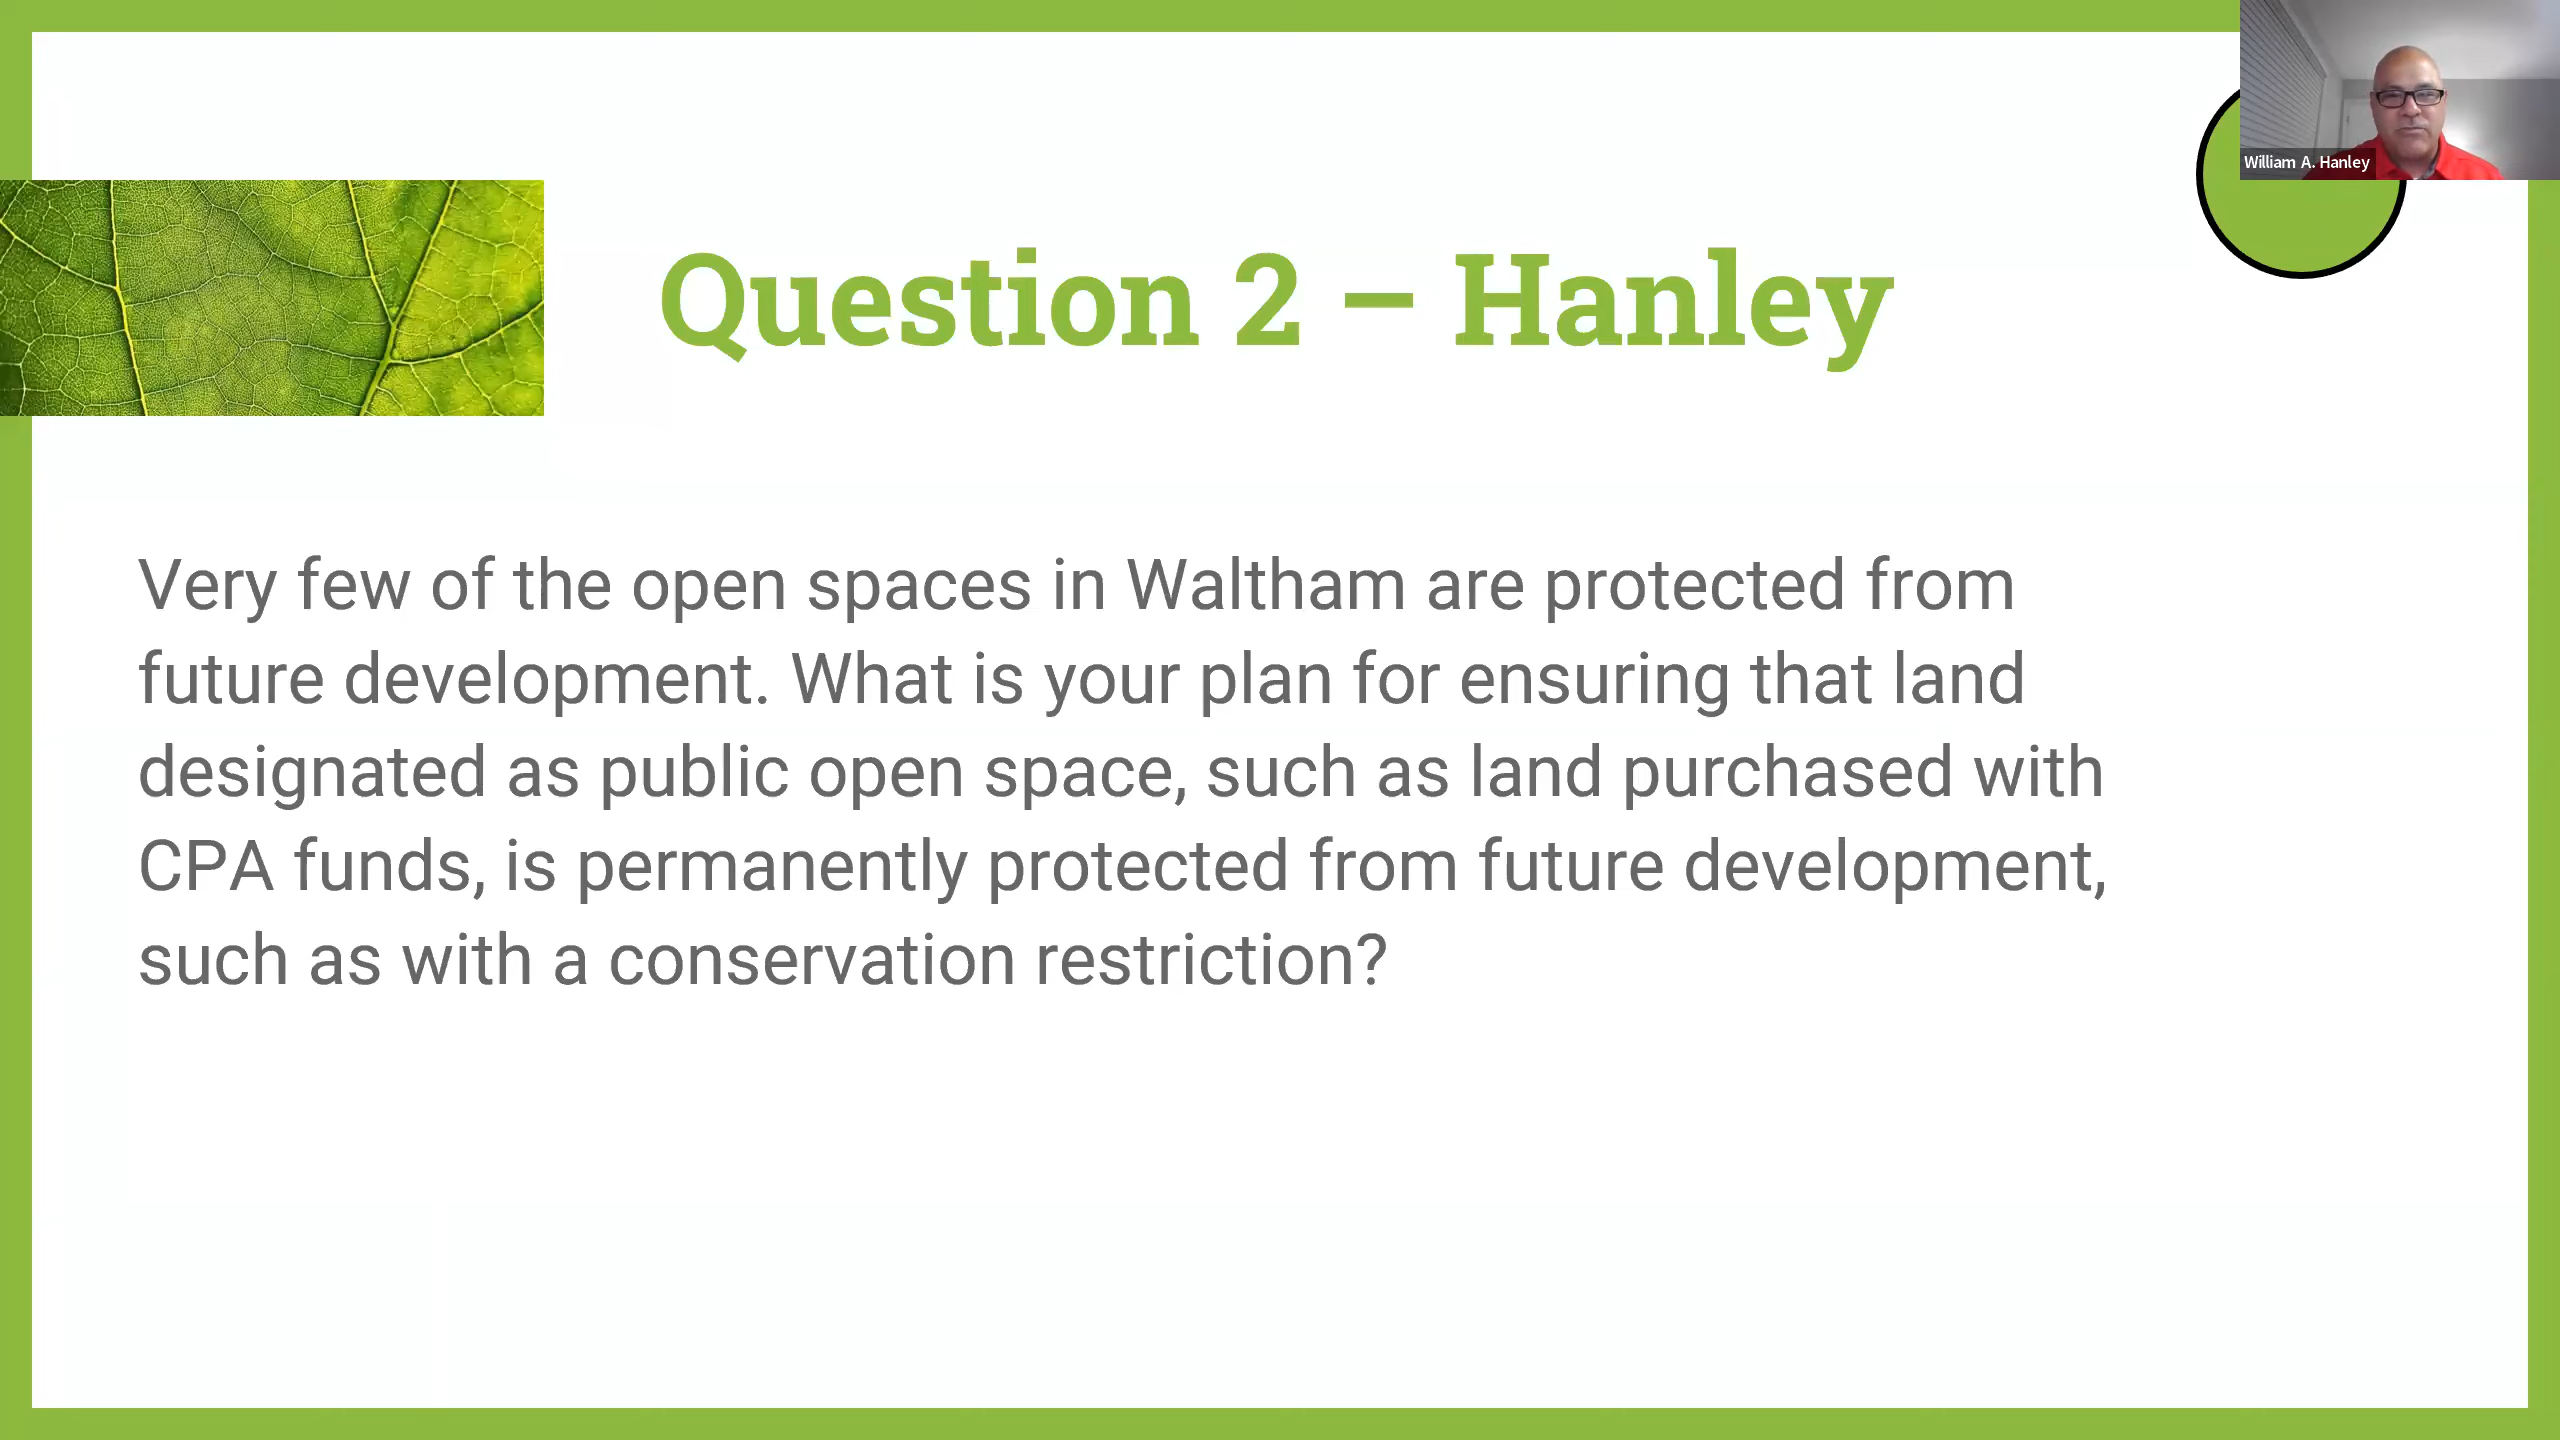 William A. Hanley
Question 2 – Hanley
Very few of the open spaces in Waltham are protected from
future development. What is your plan for ensuring that land
designated as public open space, such as land purchased with
CPA funds, is permanently protected from future development,
such as with a conservation restriction?